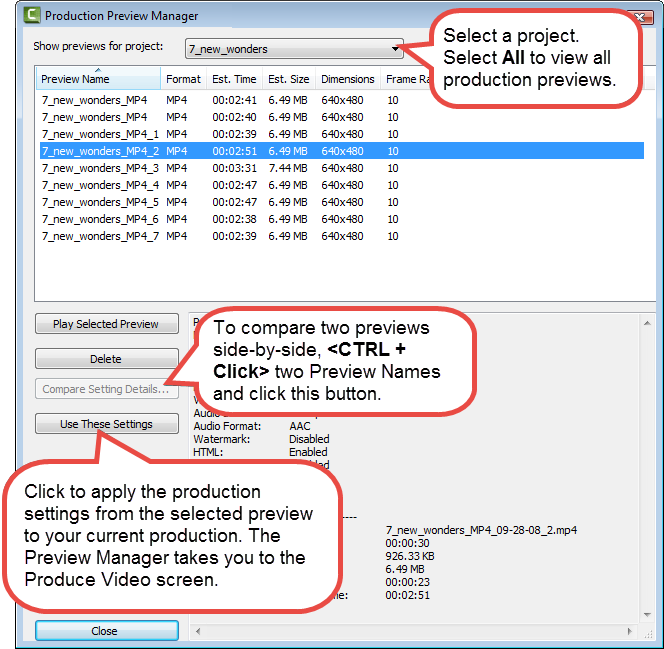 Production Preview Manager
Show previews for project:
7_new_wonders
Select a project.
Select All to view all
production previews.
Preview Name Format Est. Time Est. Size Dimensions Frame Ra
7_new_wonders_MP4 MP4 00:02:41 6.49 MB 640x480 10
7_new_wonders_MP4 MP4 00:02:40 6.49 MB 640x480 10
7_new_wonders_MP4_1 MP4 00:02:39 6.49 MB 640x480 10
7_new_wonders_MP4_2 MP4 00:02:51 6.49 MB 640x480 10
7_new_wonders_MP4_3 MP4 00:03:31 7.44 MB 640x480 10
7_new_wonders_MP4_4 MP4 00:02:47 6.49 MB 640x480 10
7_new_wonders_MP4_5 MP4 00:02:47 6.49 MB 640x480 10
7_new_wonders_MP4_6 MP4 00:02:38 6.49 MB 640x480 10
7_new_wonders_MP4_7 MP4 00:02:39 6.49 MB 640x480 10
Play Selected Preview
Delete
Compare Setting Details...
Use These Settings
To compare two previews
side-by-side, <CTRL +
Click> two Preview Names
and click this button.
Audio Format: AAC
Watermark: Disabled
HTML: Enabled
Click to apply the production
settings from the selected preview
to your current production. The
Preview Manager takes you to the
Produce Video screen.
7_new_wonders_MP4_09-28-08_2.mp4
00:00:30
926.33 KB
6.49 MB
00:00:23
00:02:51
Close